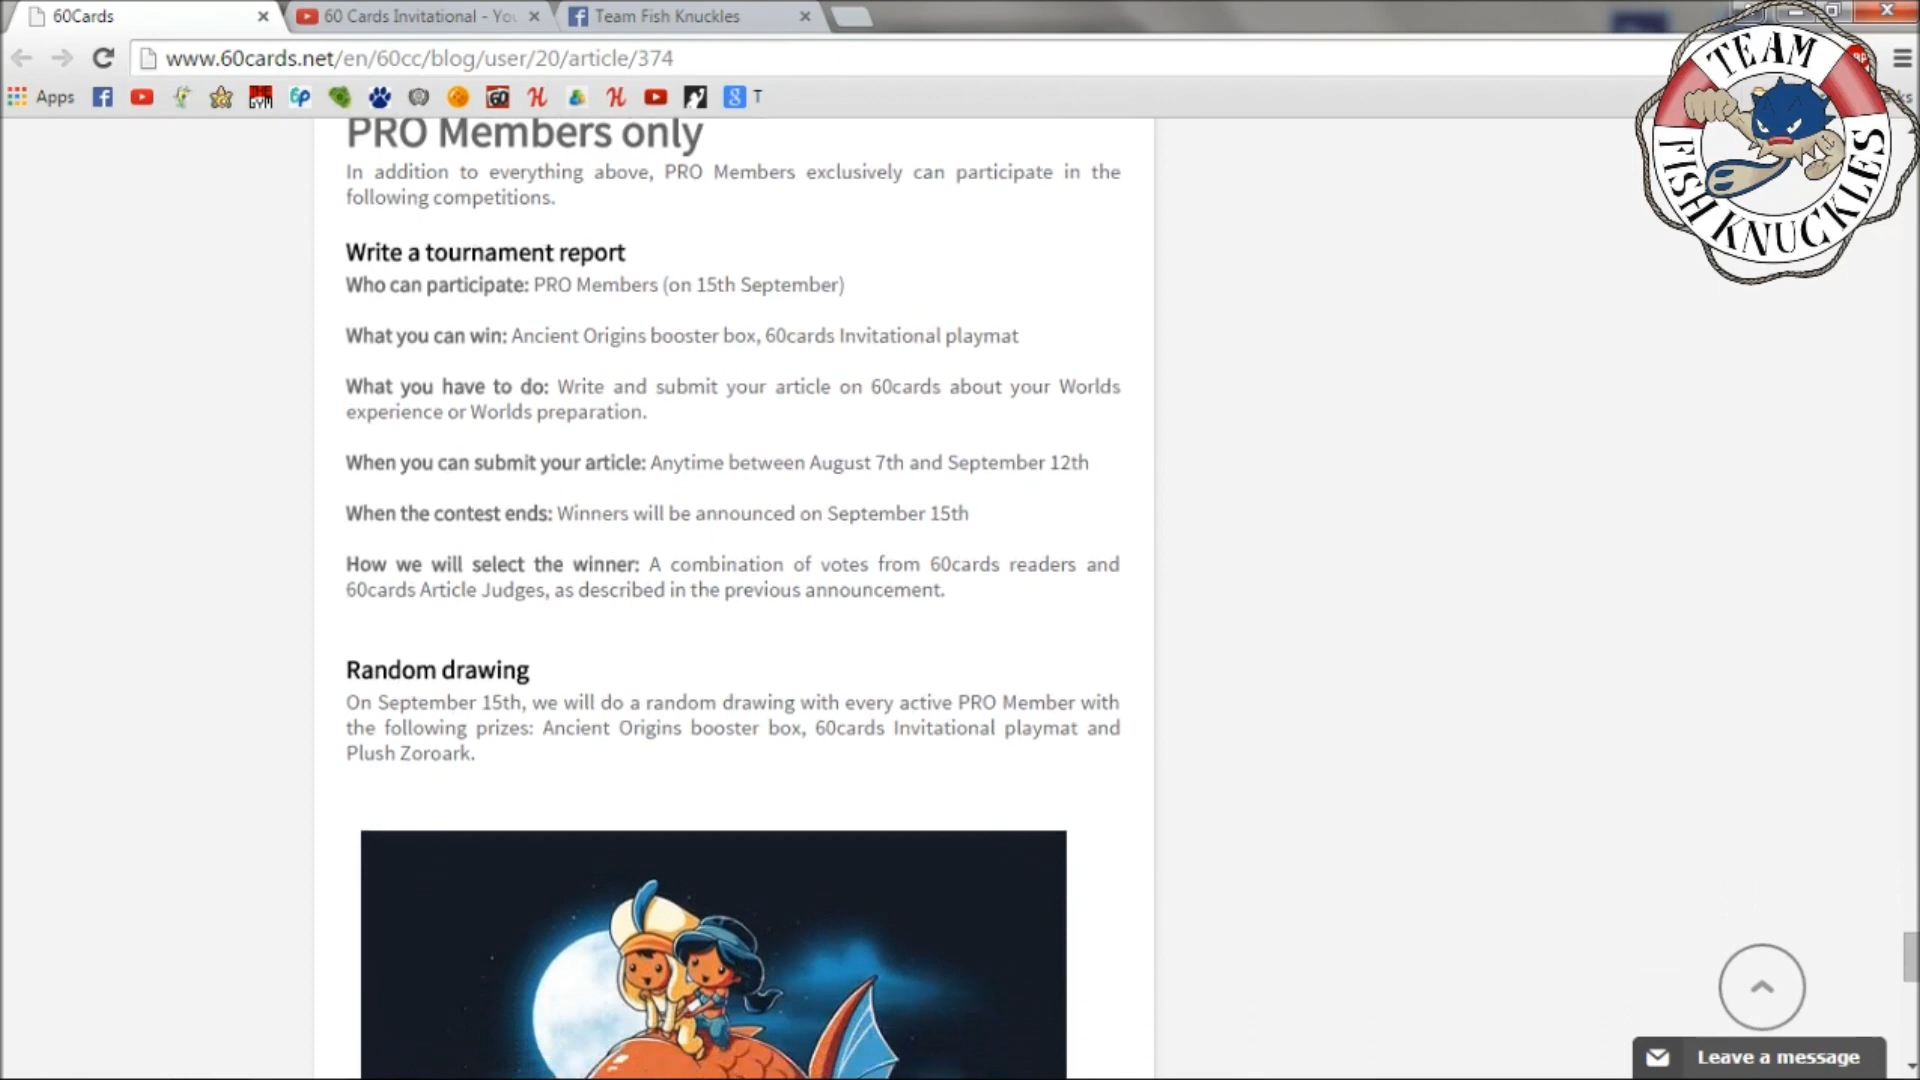 60Cards
60 Cards Invitational - You
Team Fish Knuckles
www.60cards.net/en/60cc/blog/user/20/article/374
Apps
THE GYM
60
T
TEAM
FISH KNUCKLES
PRO Members only
In addition to everything above, PRO Members exclusively can participate in the
following competitions.
Write a tournament report
Who can participate: PRO Members (on 15th September)
What you can win: Ancient Origins booster box, 60cards Invitational playmat
What you have to do: Write and submit your article on 60cards about your Worlds
experience or Worlds preparation.
When you can submit your article: Anytime between August 7th and September 12th
When the contest ends: Winners will be announced on September 15th
How we will select the winner: A combination of votes from 60cards readers and
60cards Article Judges, as described in the previous announcement.
Random drawing
On September 15th, we will do a random drawing with every active PRO Member with
the following prizes: Ancient Origins booster box, 60cards Invitational playmat and
Plush Zoroark.
Leave a message